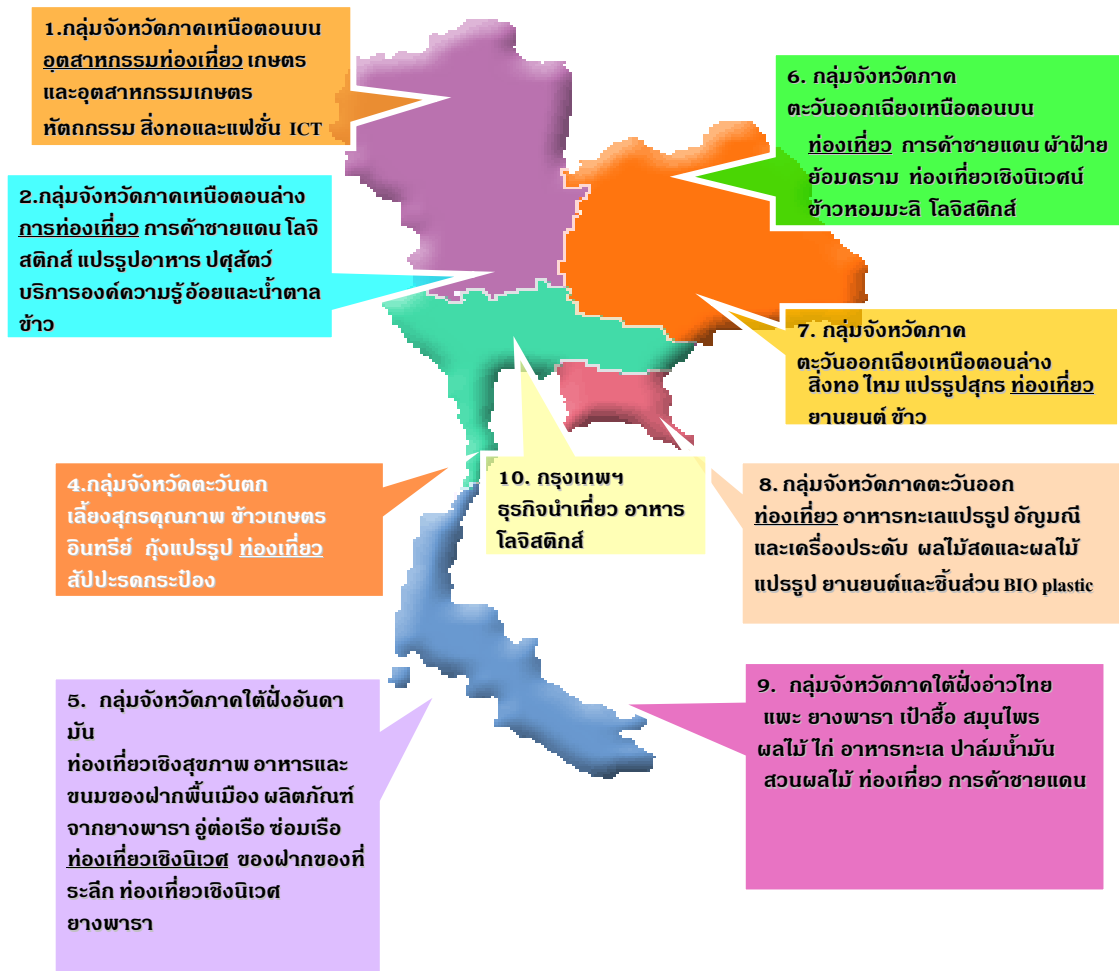 1.กลุ่มจังหวัดภาคเหนือตอนบน
อุตสาหกรรมท่องเที่ยว เกษตร
และอุตสาหกรรมเกษตร
หัตถกรรม สิ่งทอและแฟชั่น ICT
2.กลุ่มจังหวัดภาคเหนือตอนล่าง
การท่องเที่ยว การค้าชายแดน โลจิ
สติกส์ แปรรูปอาหาร ปศุสัตว์
บริการองค์ความรู้ อ้อยและน้ำตาล
ข้าว
4.กลุ่มจังหวัดตะวันตก
เลี้ยงสุกรคุณภาพ ข้าวเกษตร
อินทรีย์ กุ้งแปรรูป ท่องเที่ยว
สัปปะรดกระป๋อง
5. กลุ่มจังหวัดภาคใต้ฝั่งอันดา
มัน
ท่องเที่ยวเชิงสุขภาพ อาหารและ
ขนมของฝากพื้นเมือง ผลิตภัณฑ์
จากยางพารา อู่ต่อเรือ ซ่อมเรือ
ท่องเที่ยวเชิงนิเวศ ของฝากของที่
ระลึก ท่องเที่ยวเชิงนิเวศ
ยางพารา
6. กลุ่มจังหวัดภาค
ตะวันออกเฉียงเหนือตอนบน
ท่องเที่ยว การค้าชายแดน ผ้าฝ้าย
ย้อมคราม ท่องเที่ยวเชิงนิเวศน์
ข้าวหอมมะลิ โลจิสติกส์
7. กลุ่มจังหวัดภาค
ตะวันออกเฉียงเหนือตอนล่าง
สิ่งทอ ไหม แปรรูปสุกร ท่องเที่ยว
ยานยนต์ ข้าว
10. กรุงเทพฯ
ธุรกิจนำเที่ยว อาหาร
โลจิสติกส์
8. กลุ่มจังหวัดภาคตะวันออก
ท่องเที่ยว อาหารทะเลแปรรูป อัญมณี
และเครื่องประดับ ผลไม้สดและผลไม้
แปรรูป ยานยนต์และชิ้นส่วน BIO plastic
9. กลุ่มจังหวัดภาคใต้ฝั่งอ่าวไทย
แพะ ยางพารา เป๋าฮื้อ สมุนไพร
ผลไม้ ไก่ อาหารทะเล ปาล์มน้ำมัน
สวนผลไม้ ท่องเที่ยว การค้าชายแดน